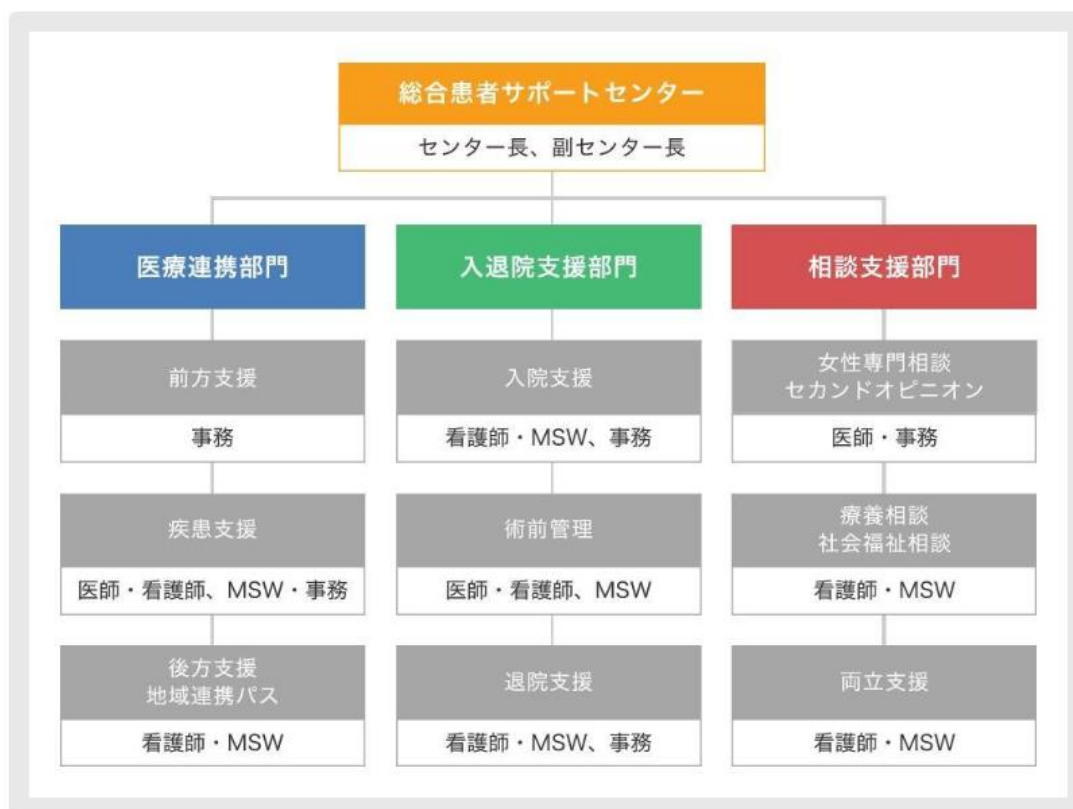 総合患者サポートセンター
センター長、副センター長
医療連携部門
入退院支援部門
相談支援部門
前方支援
事務
疾患支援
医師・看護師、MSW・事務
後方支援
地域連携パス
看護師・MSW
入院支援
看護師・MSW、事務
術前管理
医師・看護師、MSW
退院支援
看護師・MSW、事務
女性専門相談
セカンドオピニオン
医師・事務
療養相談
社会福祉相談
看護師・MSW
両立支援
看護師・MSW